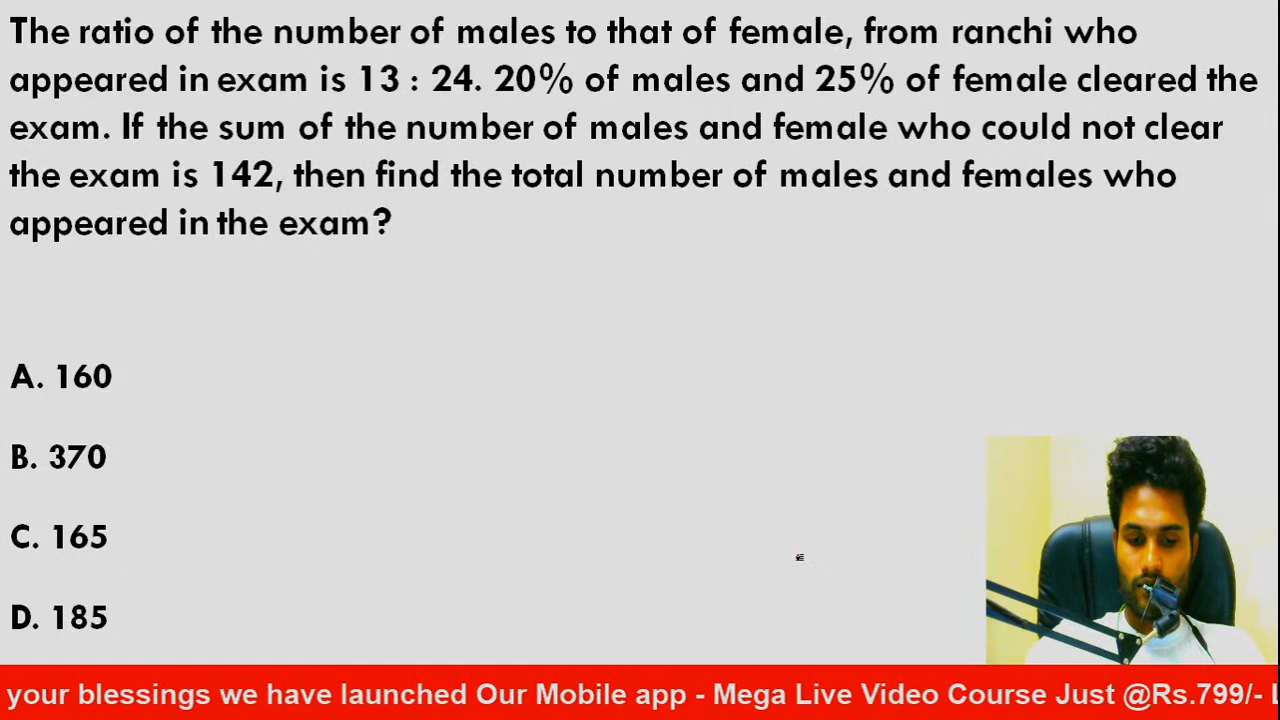 The ratio of the number of males to that of female, from ranchi who
appeared in exam is 13 : 24. 20% of males and 25% of female cleared the
exam. If the sum of the number of males and female who could not clear
the exam is 142, then find the total number of males and females who
appeared in the exam?
A. 160
B. 370
C. 165
D. 185
your blessings we have launched Our Mobile app - Mega Live Video Course Just @Rs.799/-